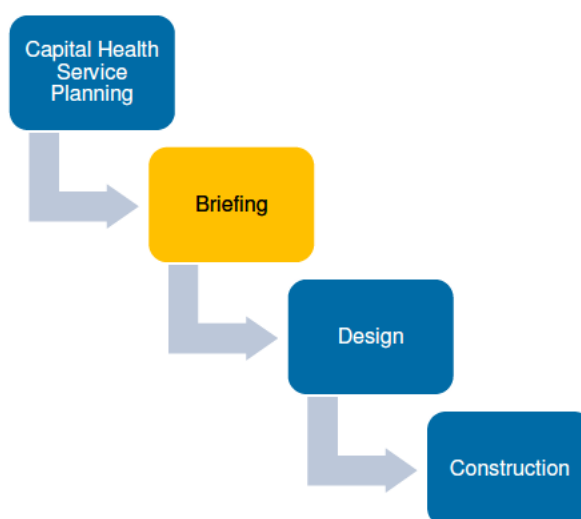 Capital Health
Service
Planning
Briefing
Design
Construction